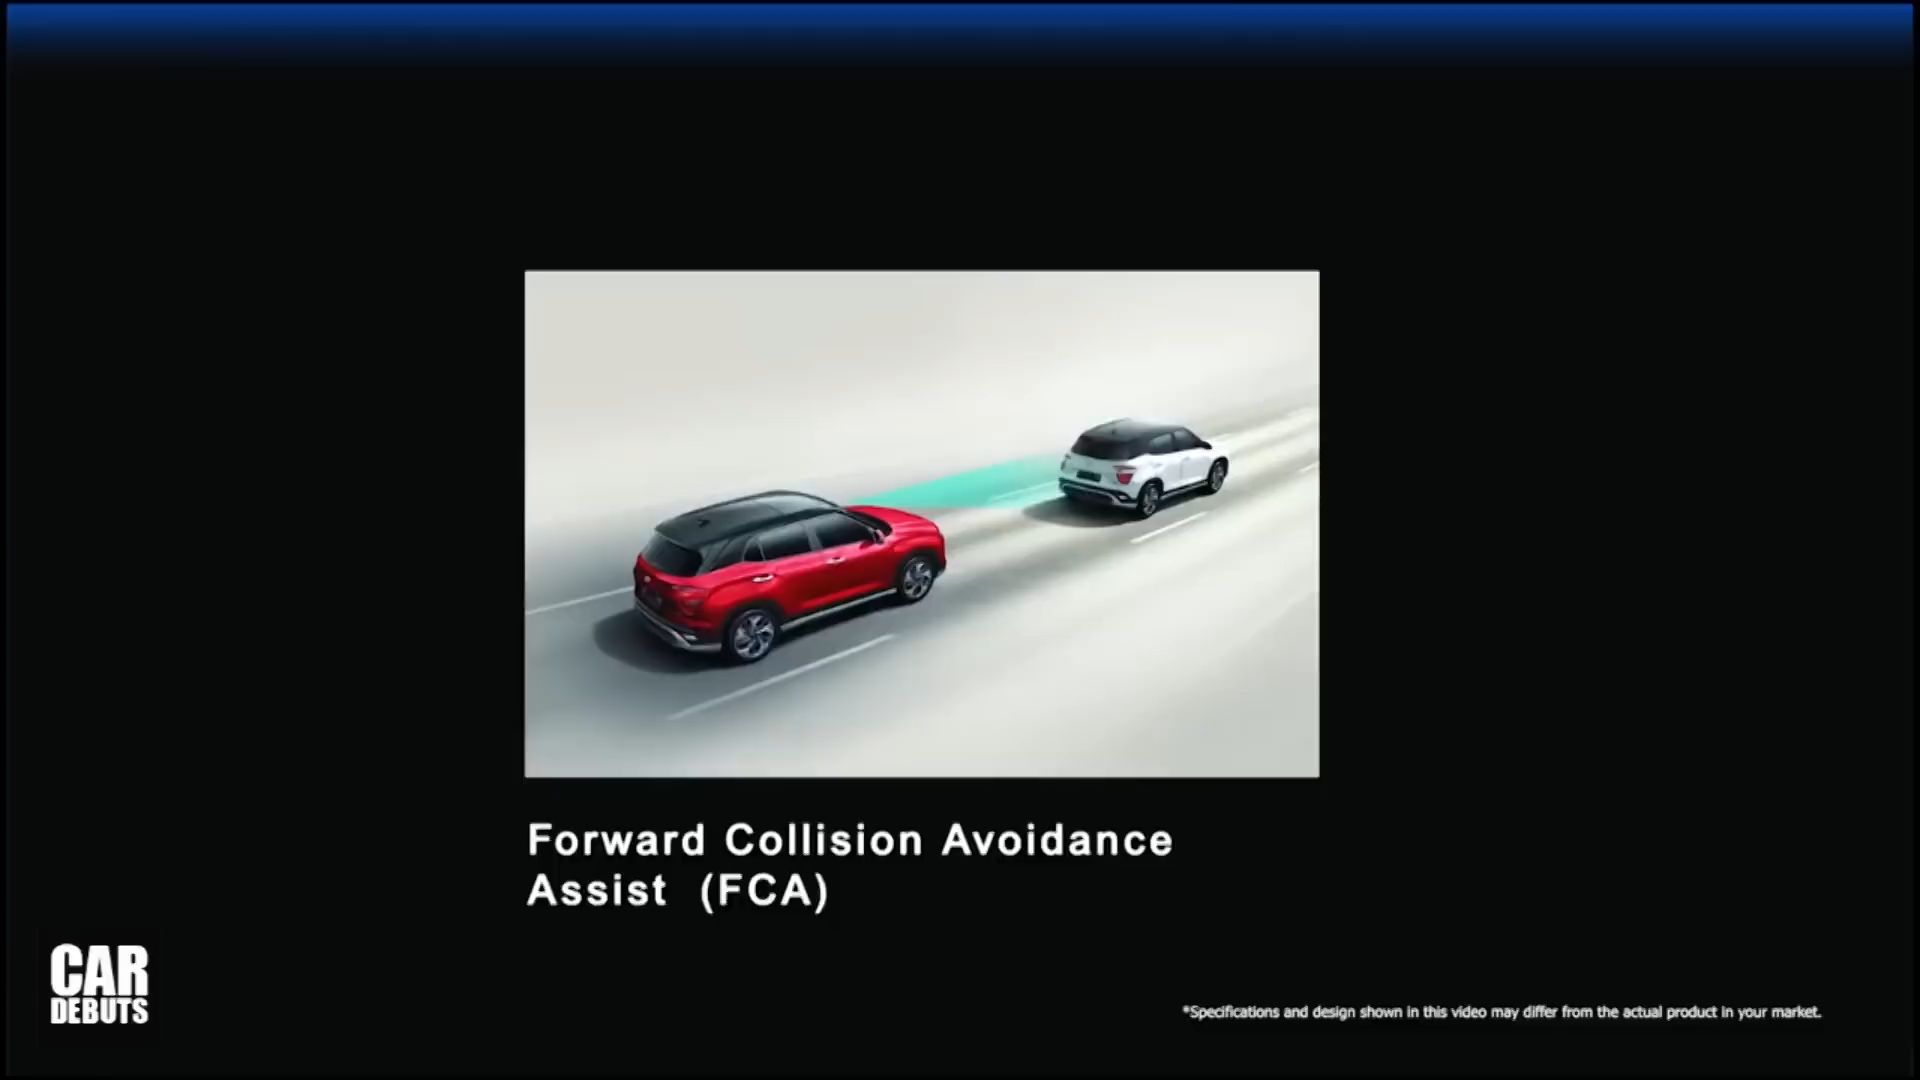 Forward Collision Avoidance
Assist (FCA)
CAR
DEBUTS
*Specifications and design shown in this video may differ from the actual product in your market.